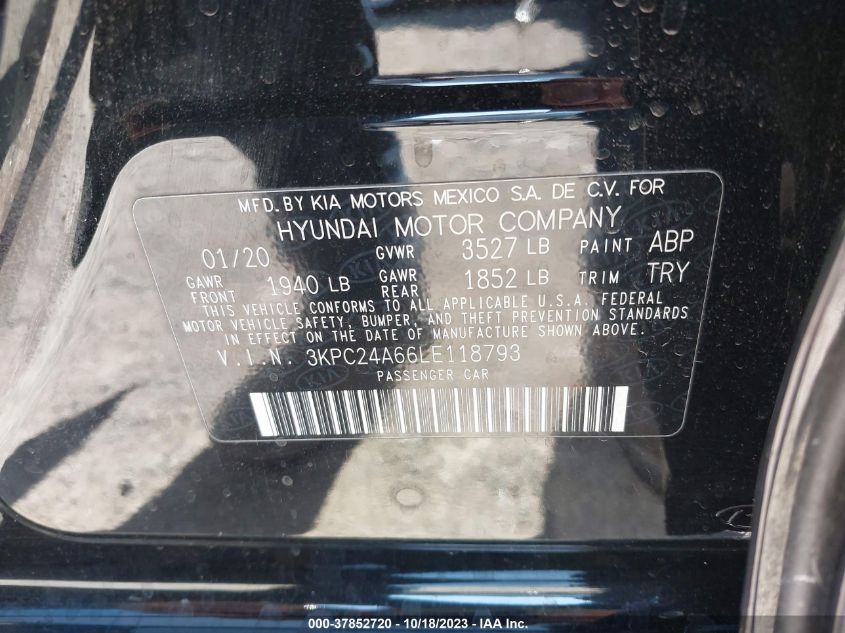 MFD. BY KIA MOTORS MEXICO S.A. DE C.V. FOR
HYUNDAI MOTOR COMPANY
01/20 GVWR 3527 LB PAINT ABP
GAWR FRONT 1940 LB GAWR REAR 1852 LB TRIM TRY
THIS VEHICLE CONFORMS TO ALL APPLICABLE U.S.A. FEDERAL
MOTOR VEHICLE SAFETY, BUMPER, AND THEFT PREVENTION STANDARDS
IN EFFECT ON THE DATE OF MANUFACTURE SHOWN ABOVE.
V.I.N. 3KPC24A66LE118793
PASSENGER CAR
000-37852720 - 10/18/2023 - IAA Inc.